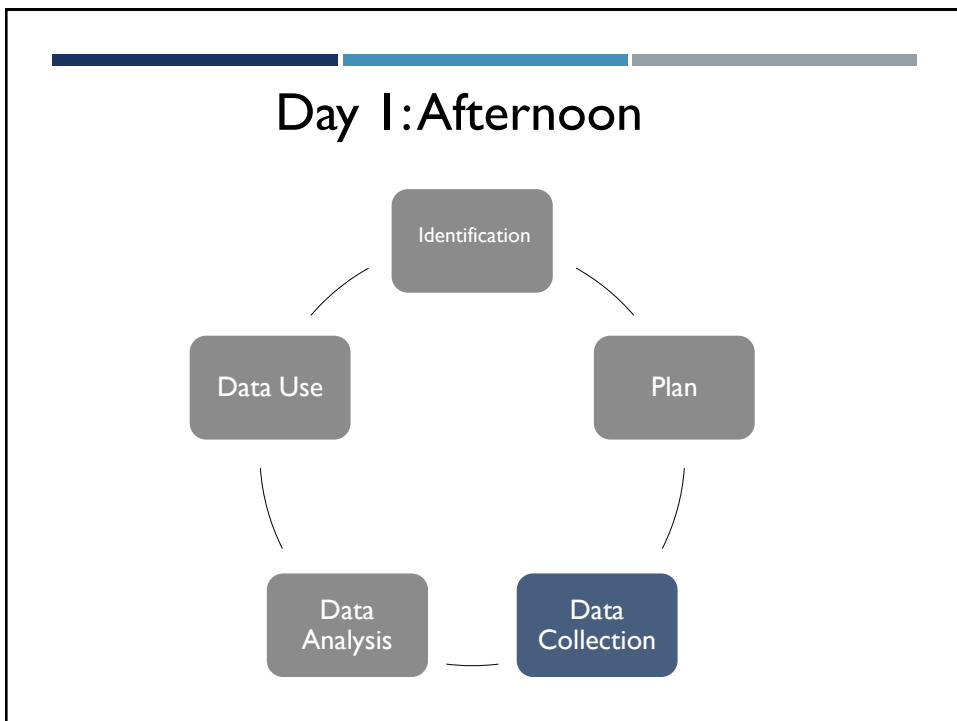 Day 1: Afternoon
Identification
Data Use
Plan
Data
Analysis
Data
Collection